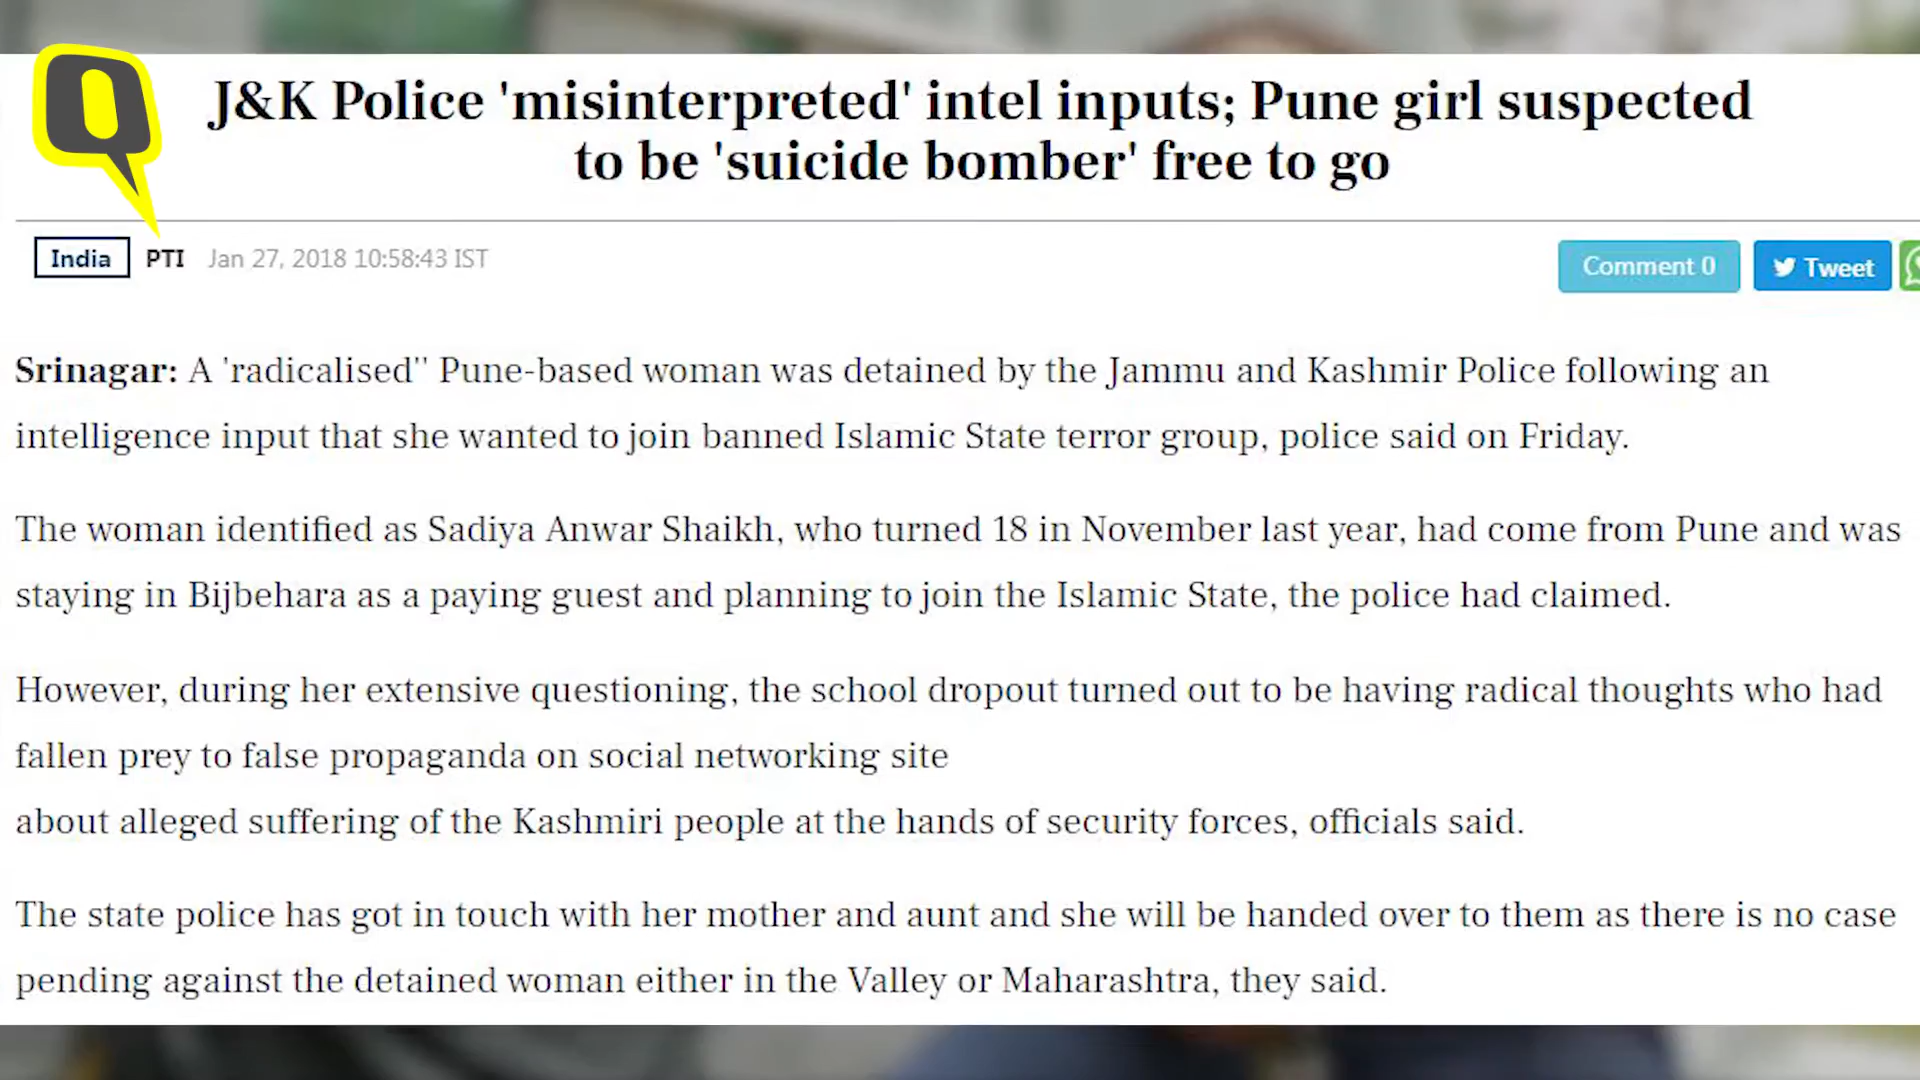 Q
J&K Police 'misinterpreted' intel inputs; Pune girl suspected
to be 'suicide bomber' free to go
India PTI Jan 27, 2018 10:58:43 IST
Comment 0 Tweet
Srinagar: A 'radicalised'' Pune-based woman was detained by the Jammu and Kashmir Police following an
intelligence input that she wanted to join banned Islamic State terror group, police said on Friday.
The woman identified as Sadiya Anwar Shaikh, who turned 18 in November last year, had come from Pune and was
staying in Bijbehara as a paying guest and planning to join the Islamic State, the police had claimed.
However, during her extensive questioning, the school dropout turned out to be having radical thoughts who had
fallen prey to false propaganda on social networking site
about alleged suffering of the Kashmiri people at the hands of security forces, officials said.
The state police has got in touch with her mother and aunt and she will be handed over to them as there is no case
pending against the detained woman either in the Valley or Maharashtra, they said.